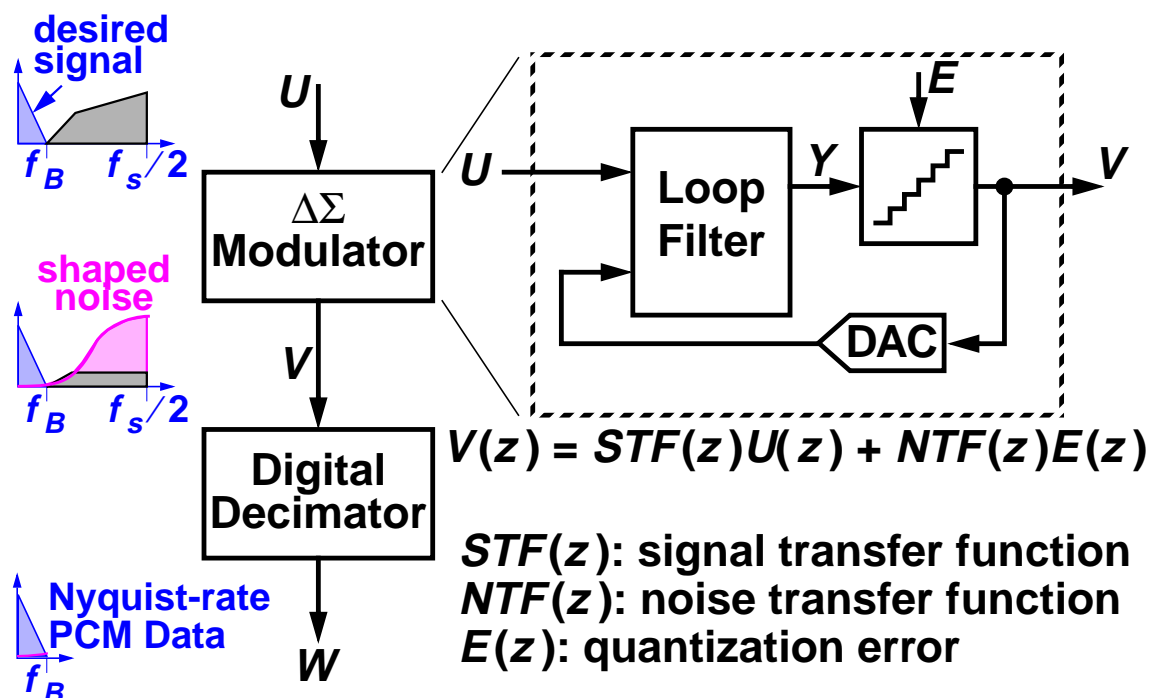 desired
signal
f_B f_s/2
U
ΔΣ
Modulator
shaped
noise
f_B f_s/2
V
Digital
Decimator
Nyquist-rate
PCM Data
f_B
W
E
U
Loop
Filter
Y
V
DAC
V(z) = STF(z)U(z) + NTF(z)E(z)
STF(z): signal transfer function
NTF(z): noise transfer function
E(z): quantization error